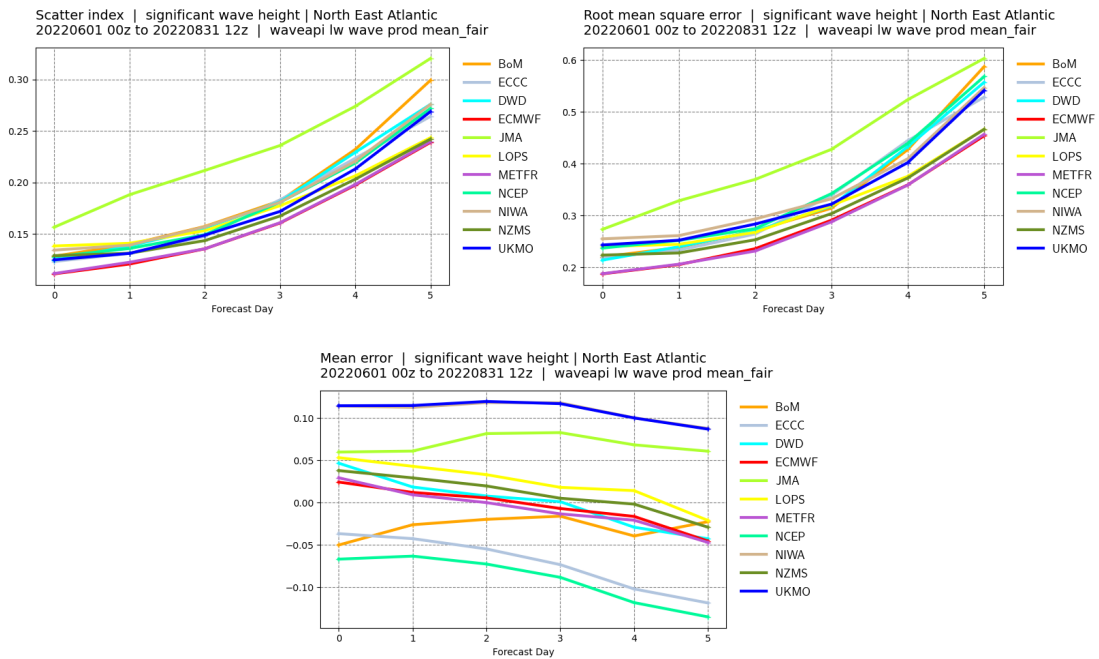 Scatter index | significant wave height | North East Atlantic
20220601 00z to 20220831 12z | waveapi lw wave prod mean_fair
0.30
0.25
0.20
0.15
0 1 2 3 4 5
Forecast Day
BoM
ECCC
DWD
ECMWF
JMA
LOPS
METFR
NCEP
NIWA
NZMS
UKMO
Root mean square error | significant wave height | North East Atlantic
20220601 00z to 20220831 12z | waveapi lw wave prod mean_fair
0.6
0.5
0.4
0.3
0.2
0 1 2 3 4 5
Forecast Day
BoM
ECCC
DWD
ECMWF
JMA
LOPS
METFR
NCEP
NIWA
NZMS
UKMO
Mean error | significant wave height | North East Atlantic
20220601 00z to 20220831 12z | waveapi lw wave prod mean_fair
0.10
0.05
0.00
−0.05
−0.10
0 1 2 3 4 5
Forecast Day
BoM
ECCC
DWD
ECMWF
JMA
LOPS
METFR
NCEP
NIWA
NZMS
UKMO